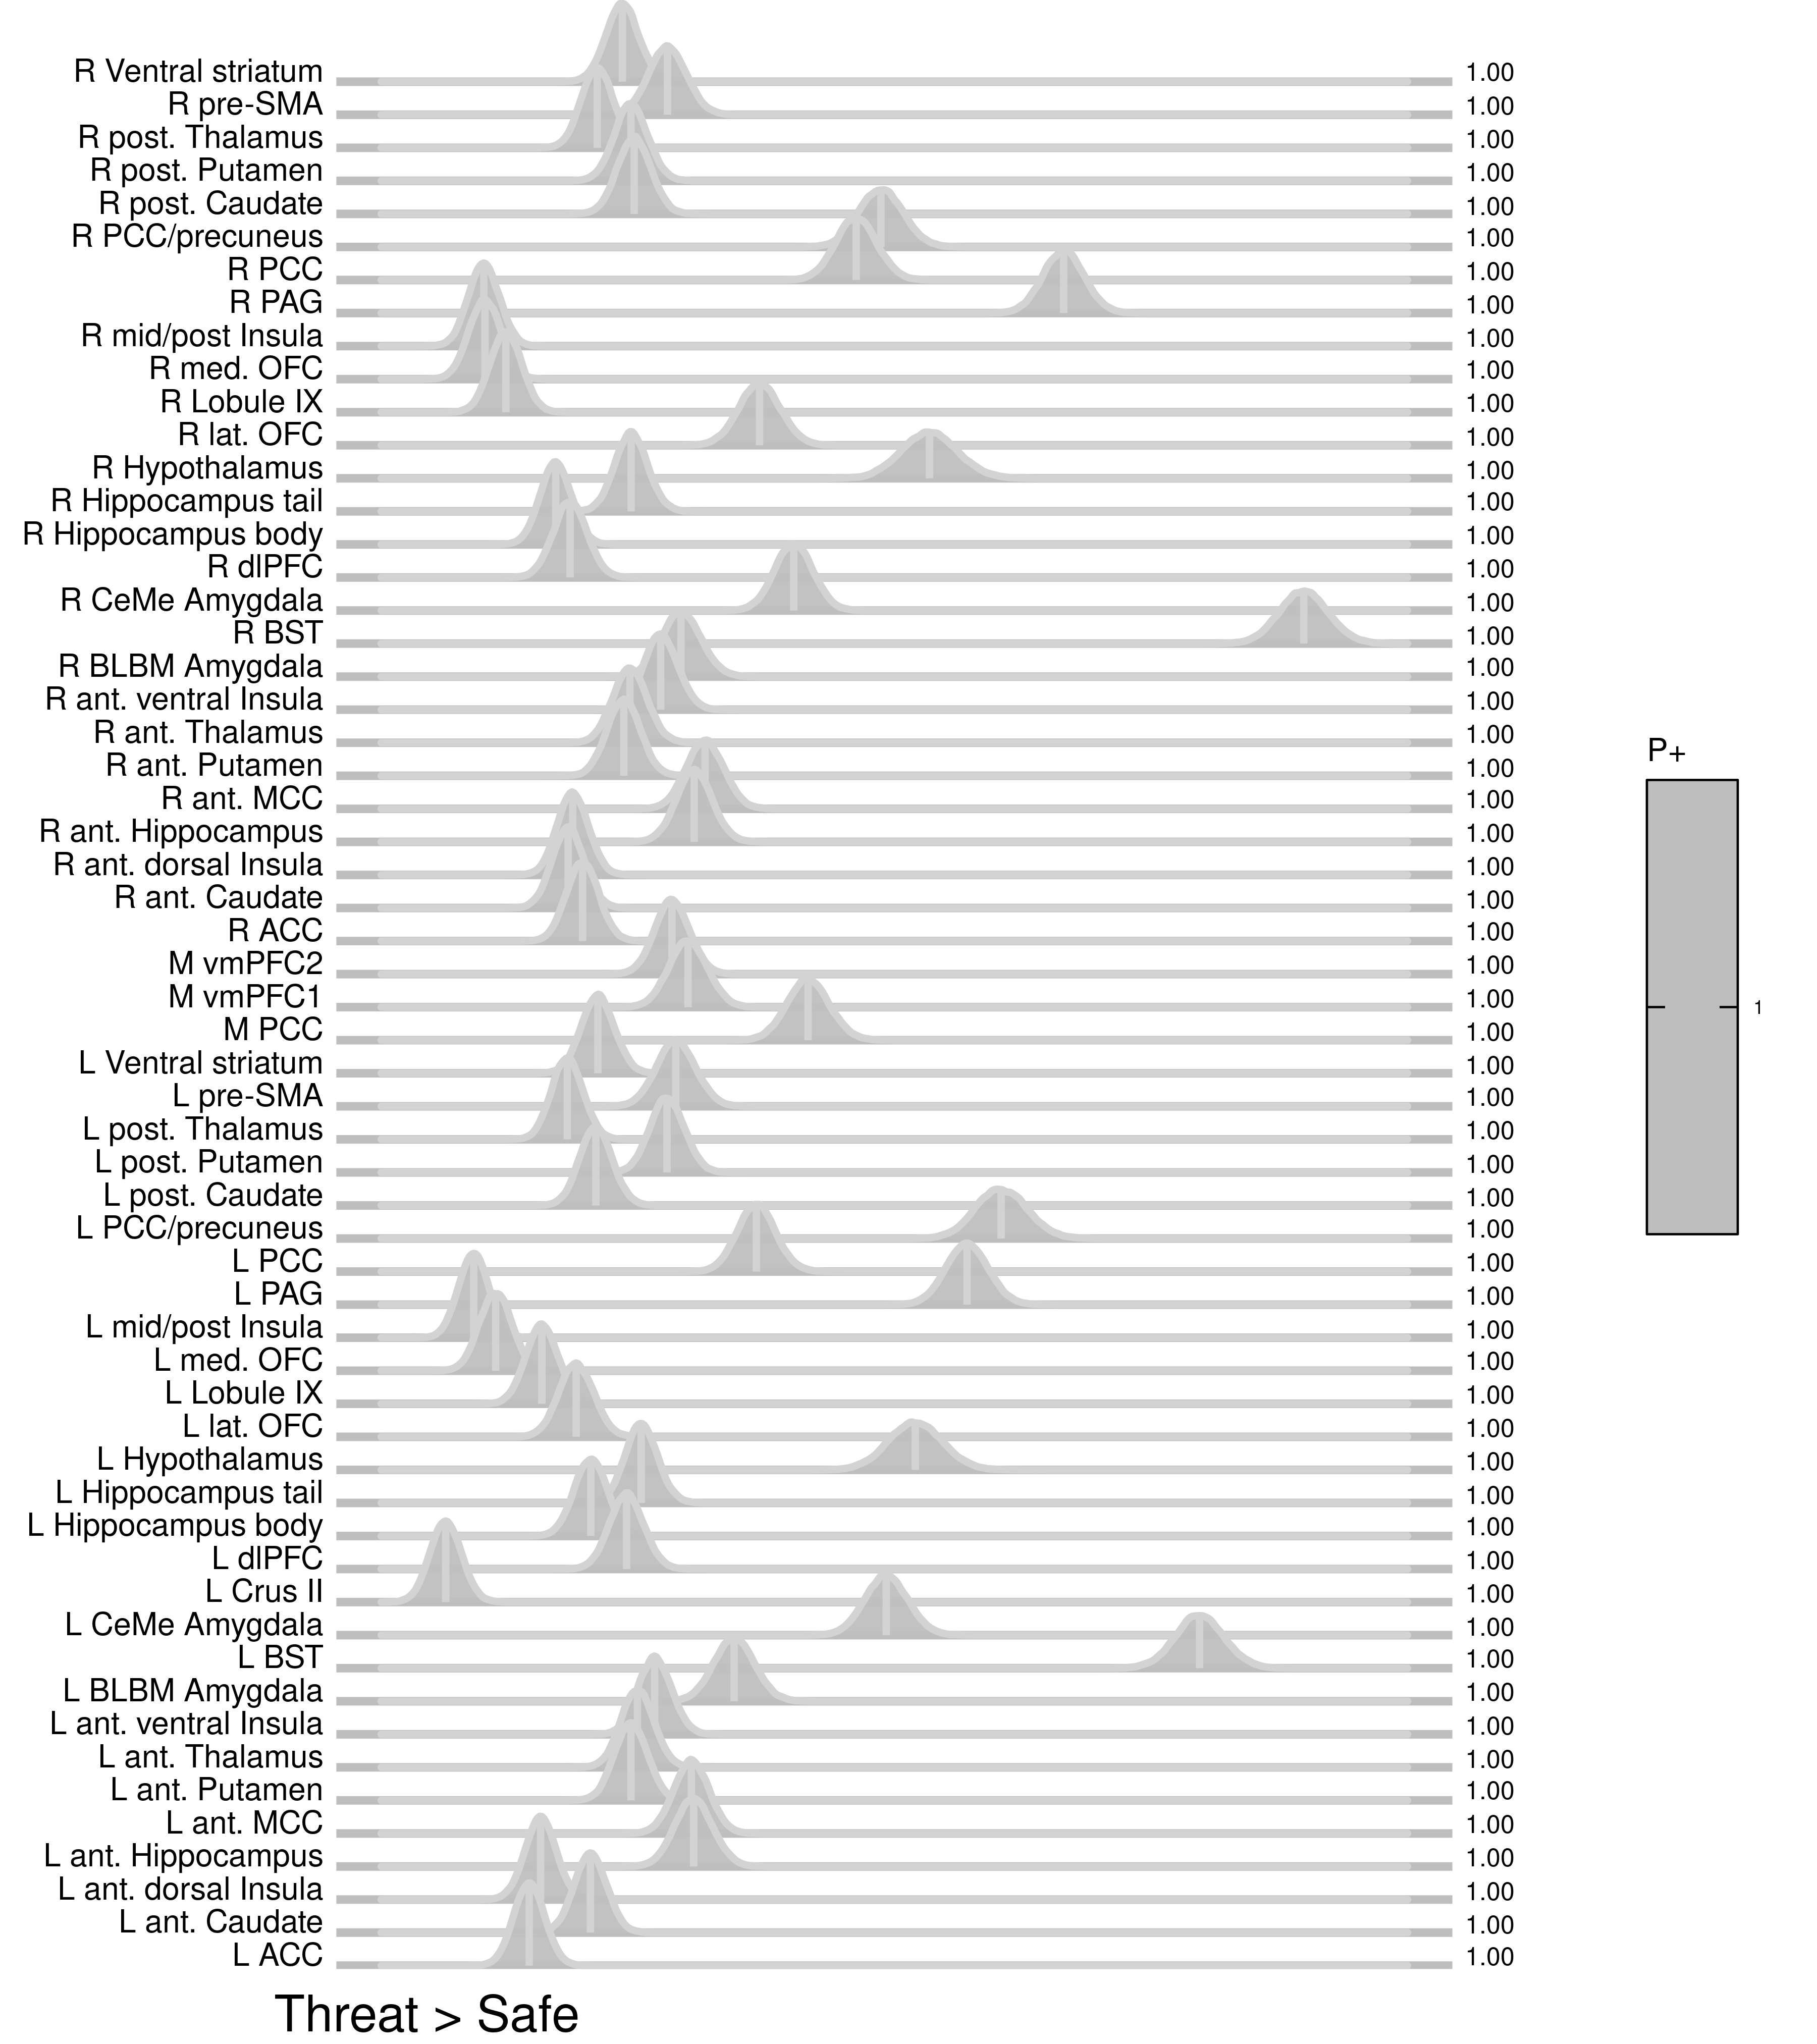 R Ventral striatum 1.00
R pre-SMA 1.00
R post. Thalamus 1.00
R post. Putamen 1.00
R post. Caudate 1.00
R PCC/precuneus 1.00
R PCC 1.00
R PAG 1.00
R mid/post Insula 1.00
R med. OFC 1.00
R Lobule IX 1.00
R lat. OFC 1.00
R Hypothalamus 1.00
R Hippocampus tail 1.00
R Hippocampus body 1.00
R dlPFC 1.00
R CeMe Amygdala 1.00
R BST 1.00
R BLBM Amygdala 1.00
R ant. ventral Insula 1.00
R ant. Thalamus 1.00
R ant. Putamen 1.00
R ant. MCC 1.00
R ant. Hippocampus 1.00
R ant. dorsal Insula 1.00
R ant. Caudate 1.00
R ACC 1.00
M vmPFC2 1.00
M vmPFC1 1.00
M PCC 1.00
L Ventral striatum 1.00
L pre-SMA 1.00
L post. Thalamus 1.00
L post. Putamen 1.00
L post. Caudate 1.00
L PCC/precuneus 1.00
L PCC 1.00
L PAG 1.00
L mid/post Insula 1.00
L med. OFC 1.00
L Lobule IX 1.00
L lat. OFC 1.00
L Hypothalamus 1.00
L Hippocampus tail 1.00
L Hippocampus body 1.00
L dlPFC 1.00
L Crus II 1.00
L CeMe Amygdala 1.00
L BST 1.00
L BLBM Amygdala 1.00
L ant. ventral Insula 1.00
L ant. Thalamus 1.00
L ant. Putamen 1.00
L ant. MCC 1.00
L ant. Hippocampus 1.00
L ant. dorsal Insula 1.00
L ant. Caudate 1.00
L ACC 1.00
Threat > Safe
P+
1